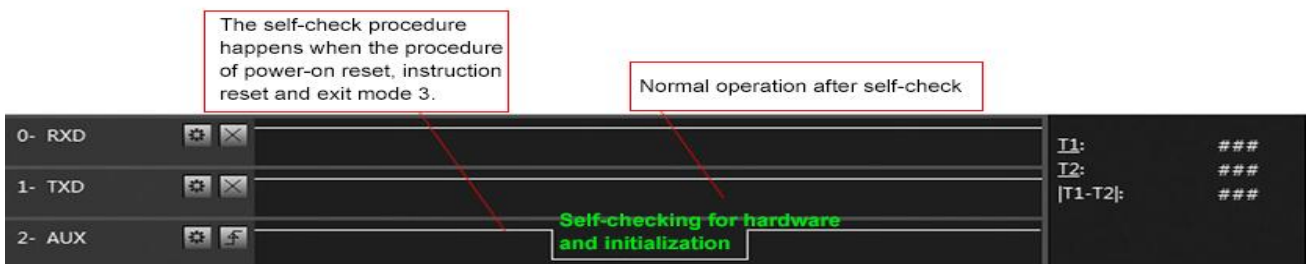 The self-check procedure
happens when the procedure
of power-on reset, instruction
reset and exit mode 3.
Normal operation after self-check
0- RXD
T1: ###
1- TXD
T2: ###
|T1-T2|: ###
2- AUX
Self-checking for hardware
and initialization